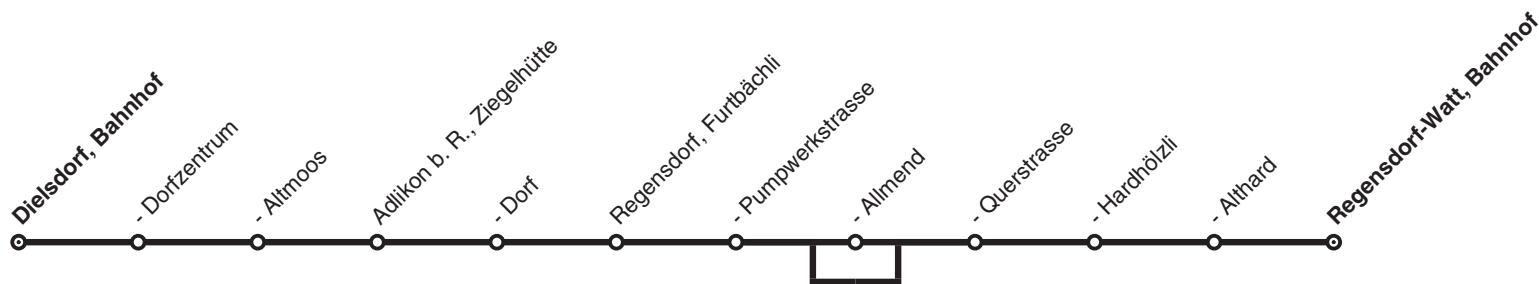 Dielsdorf, Bahnhof
- Dorfzentrum
- Altmoos
Adlikon b. R., Ziegelhütte
- Dorf
Regensdorf, Furtbächli
- Pumpwerkstrasse
- Allmend
- Querstrasse
- Hardhölzli
- Althard
Regensdorf-Watt, Bahnhof